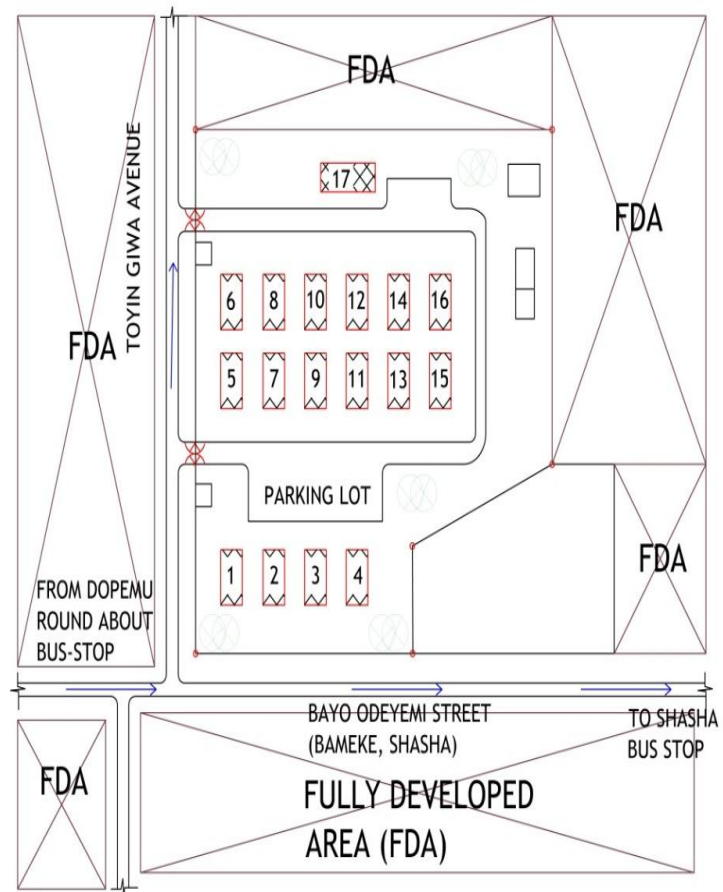 FDA
TOYIN GIWA AVENUE
17
FDA
6 8 10 12 14 16
FDA
5 7 9 11 13 15
PARKING LOT
1 2 3 4
FDA
FROM DOPEMU
ROUND ABOUT
BUS-STOP
BAYO ODEYEMI STREET
(BAMEKE, SHASHA)
TO SHASHA
BUS STOP
FDA
FULLY DEVELOPED
AREA (FDA)